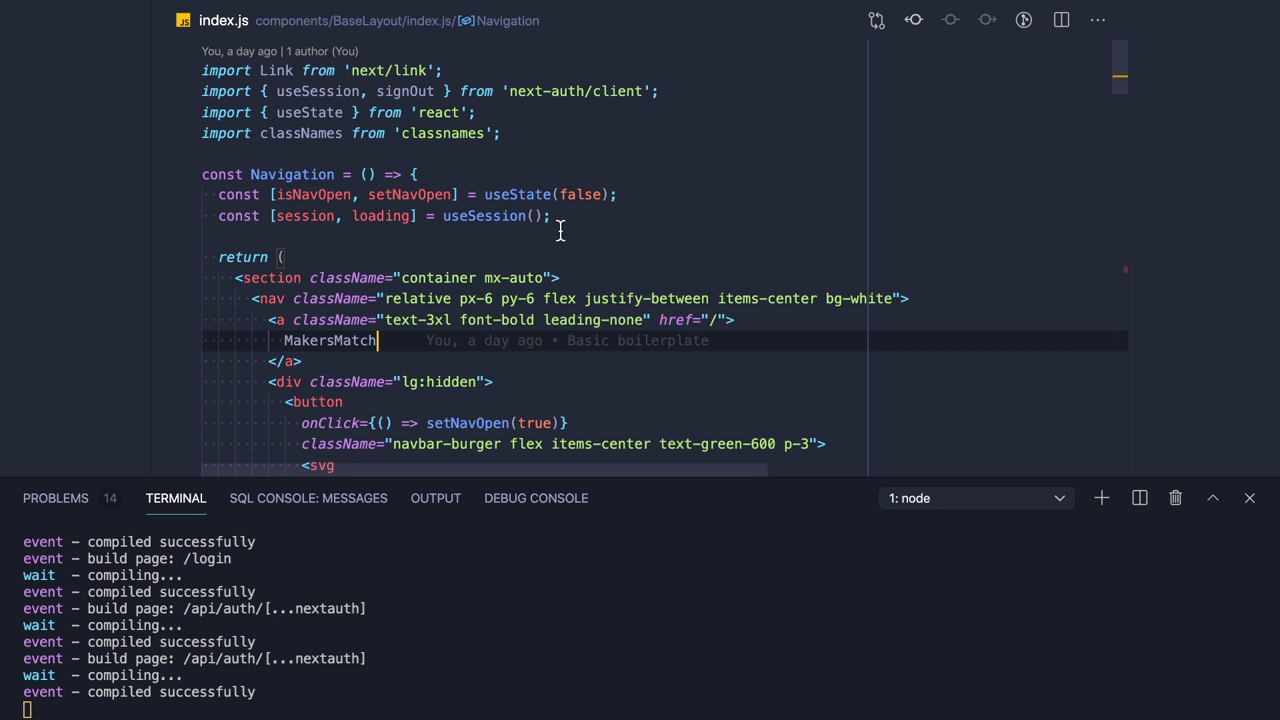 JS index.js components/BaseLayout/index.js/Navigation
You, a day ago | 1 author (You)
import Link from 'next/link';
import { useSession, signOut } from 'next-auth/client';
import { useState } from 'react';
import classNames from 'classnames';
const Navigation = () => {
const [isNavOpen, setNavOpen] = useState(false);
const [session, loading] = useSession();
return (
<section className="container mx-auto">
<nav className="relative px-6 py-6 flex justify-between items-center bg-white">
<a className="text-3xl font-bold leading-none" href="/">
MakersMatch You, a day ago • Basic boilerplate
</a>
<div className="lg:hidden">
<button
onClick={() => setNavOpen(true)}
className="navbar-burger flex items-center text-green-600 p-3">
<svg
PROBLEMS 14 TERMINAL SQL CONSOLE: MESSAGES OUTPUT DEBUG CONSOLE 1: node
event - compiled successfully
event - build page: /login
wait - compiling...
event - compiled successfully
event - build page: /api/auth/[...nextauth]
wait - compiling...
event - compiled successfully
event - build page: /api/auth/[...nextauth]
wait - compiling...
event - compiled successfully